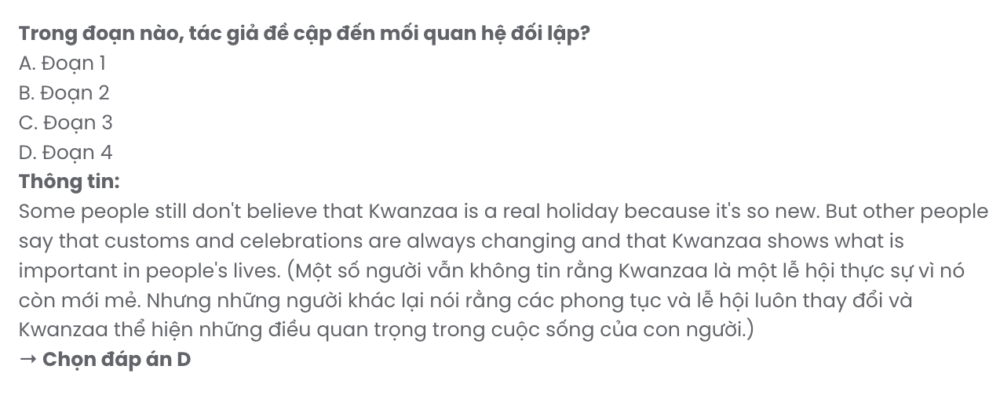 Trong đoạn nào, tác giả đề cập đến mối quan hệ đối lập?
A. Đoạn 1
B. Đoạn 2
C. Đoạn 3
D. Đoạn 4
Thông tin:
Some people still don't believe that Kwanzaa is a real holiday because it's so new. But other people
say that customs and celebrations are always changing and that Kwanzaa shows what is
important in people's lives. (Một số người vẫn không tin rằng Kwanzaa là một lễ hội thực sự vì nó
còn mới mẻ. Nhưng những người khác lại nói rằng các phong tục và lễ hội luôn thay đổi và
Kwanzaa thể hiện những điều quan trọng trong cuộc sống của con người.)
→ Chọn đáp án D